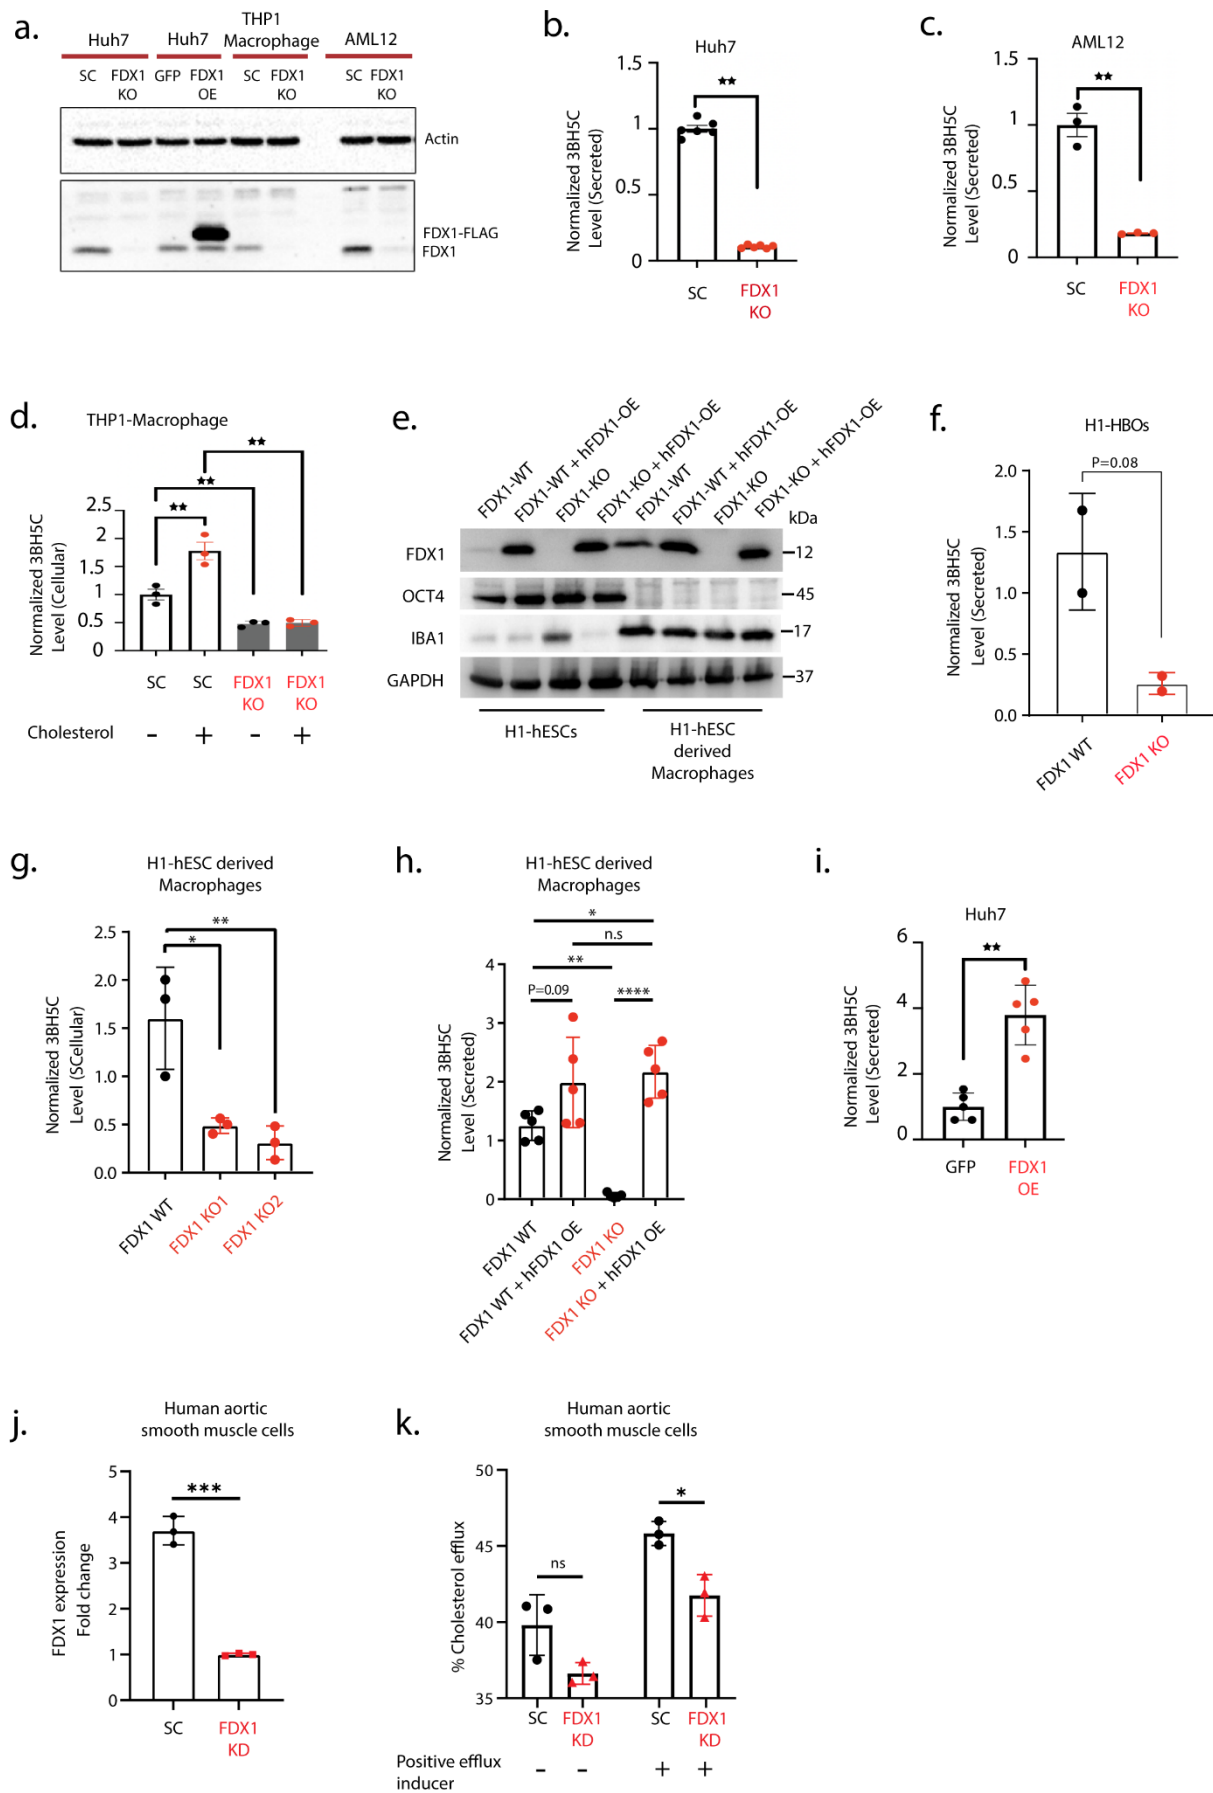 a.
Huh7
Huh7
THP1
Macrophage
AML12
SC
FDX1
KO
GFP
FDX1
OE
SC
FDX1
KO
SC
FDX1
KO
Actin
FDX1-FLAG
FDX1
b.
Huh7
Normalized 3BH5C
Level (Secreted)
1.5
1
0.5
0
★★
SC
FDX1
KO
c.
AML12
Normalized 3BH5C
Level (Secreted)
1.5
1
0.5
0
★★
SC
FDX1
KO
d.
THP1-Macrophage
Normalized 3BH5C
Level (Cellular)
2.5
2
1.5
1
0.5
0
★★
★★
★★
SC
SC
FDX1
KO
FDX1
KO
Cholesterol
–
+
–
+
e.
FDX1-WT
FDX1-WT + hFDX1-OE
FDX1-KO
FDX1-KO + hFDX1-OE
FDX1-WT
FDX1-WT + hFDX1-OE
FDX1-KO
FDX1-KO + hFDX1-OE
kDa
FDX1
–12
OCT4
–45
IBA1
–17
GAPDH
–37
H1-hESCs
H1-hESC
derived
Macrophages
f.
H1-HBOs
Normalized 3BH5C
Level (Secreted)
2.0
1.5
1.0
0.5
0.0
P=0.08
FDX1 WT
FDX1 KO
g.
H1-hESC derived
Macrophages
Normalized 3BH5C
Level (SCellular)
2.5
2.0
1.5
1.0
0.5
0.0
**
*
FDX1 WT
FDX1 KO1
FDX1 KO2
h.
H1-hESC derived
Macrophages
Normalized 3BH5C
Level (Secreted)
4
3
2
1
0
*
n.s
**
P=0.09
****
FDX1 WT
FDX1 WT + hFDX1 OE
FDX1 KO
FDX1 KO + hFDX1 OE
i.
Huh7
Normalized 3BH5C
Level (Secreted)
6
4
2
0
★★
GFP
FDX1
OE
j.
Human aortic
smooth muscle cells
FDX1 expression
Fold change
5
4
3
2
1
0
***
SC
FDX1
KD
k.
Human aortic
smooth muscle cells
% Cholesterol efflux
50
45
40
35
ns
*
SC
FDX1
KD
SC
FDX1
KD
Positive efflux
inducer
–
–
+
+